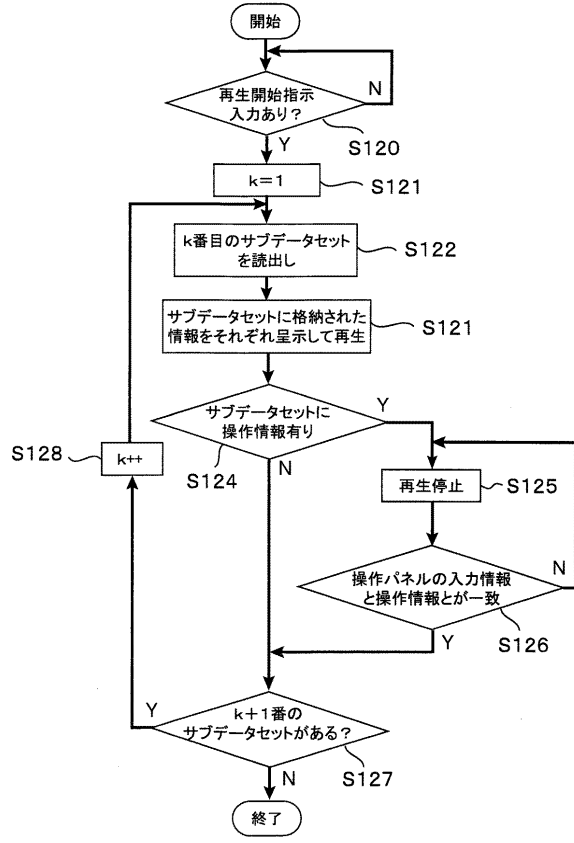 開始
再生開始指示
入力あり？
N
S120
Y
k＝1
S121
k番目のサブデータセット
を読出し
S122
サブデータセットに格納された
情報をそれぞれ呈示して再生
S121
サブデータセットに
操作情報有り
Y
S124
N
S128
k++
再生停止
S125
操作パネルの入力情報
と操作情報とが一致
N
S126
Y
k＋1番の
サブデータセットがある？
Y
S127
N
終了